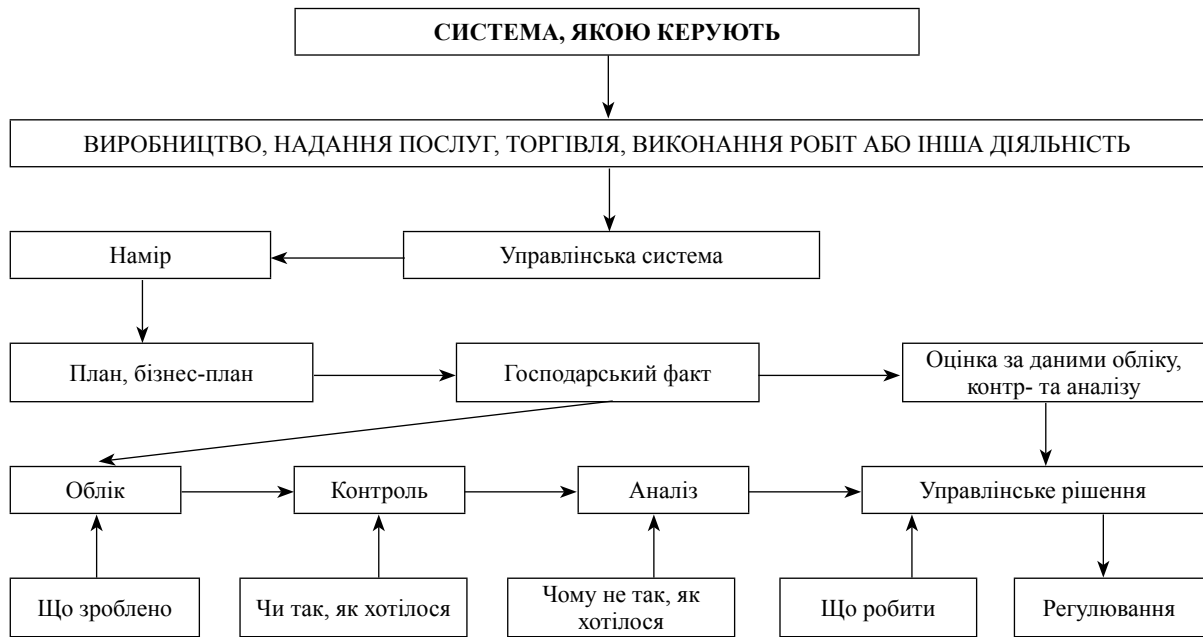 СИСТЕМА, ЯКОЮ КЕРУЮТЬ
ВИРОБНИЦТВО, НАДАННЯ ПОСЛУГ, ТОРГІВЛЯ, ВИКОНАННЯ РОБІТ АБО ІНША ДІЯЛЬНІСТЬ
Намір
Управлінська система
План, бізнес-план
Господарський факт
Оцінка за даними обліку,
контр- та аналізу
Облік
Контроль
Аналіз
Управлінське рішення
Що зроблено
Чи так, як хотілося
Чому не так, як
хотілося
Що робити
Регулювання